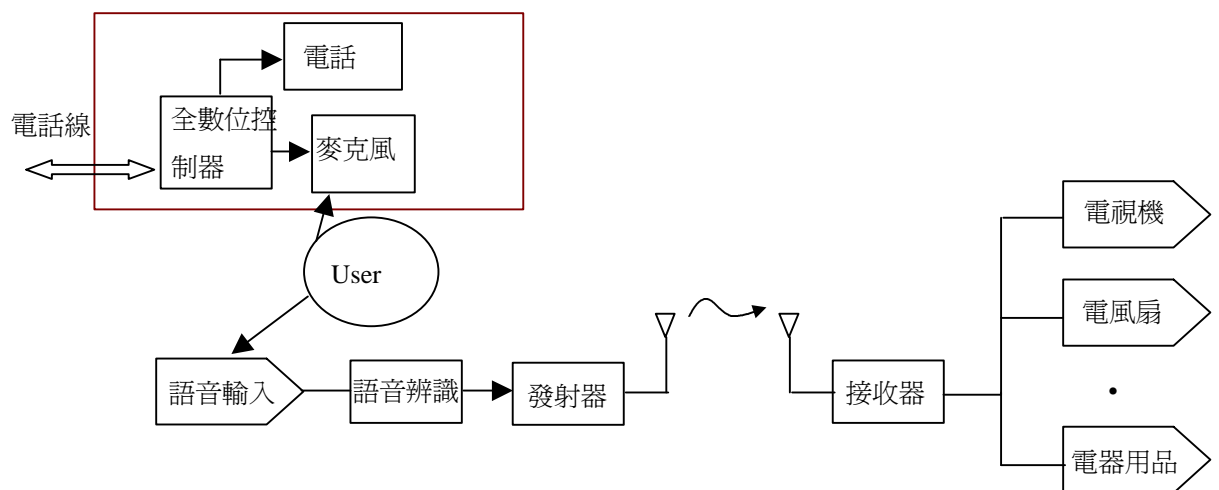 電話
電話線
全數位控
制器
麥克風
User
電視機
電風扇
語音輸入
語音辨識
發射器
接收器
電器用品